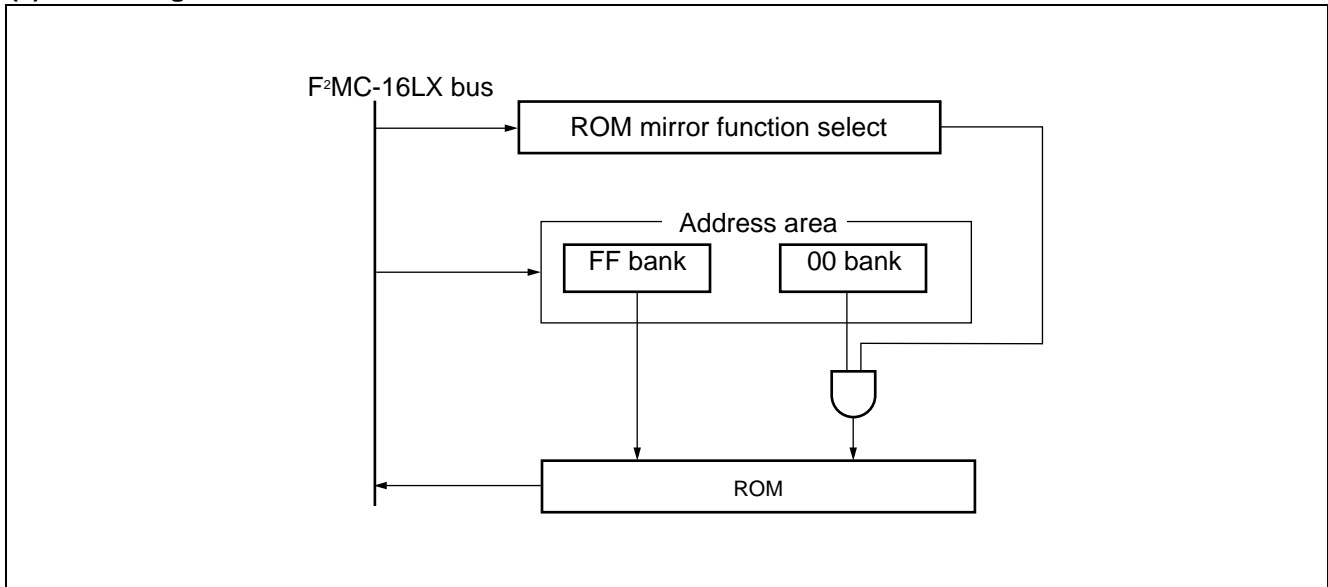 F²MC-16LX bus
ROM mirror function select
Address area
FF bank
00 bank
ROM